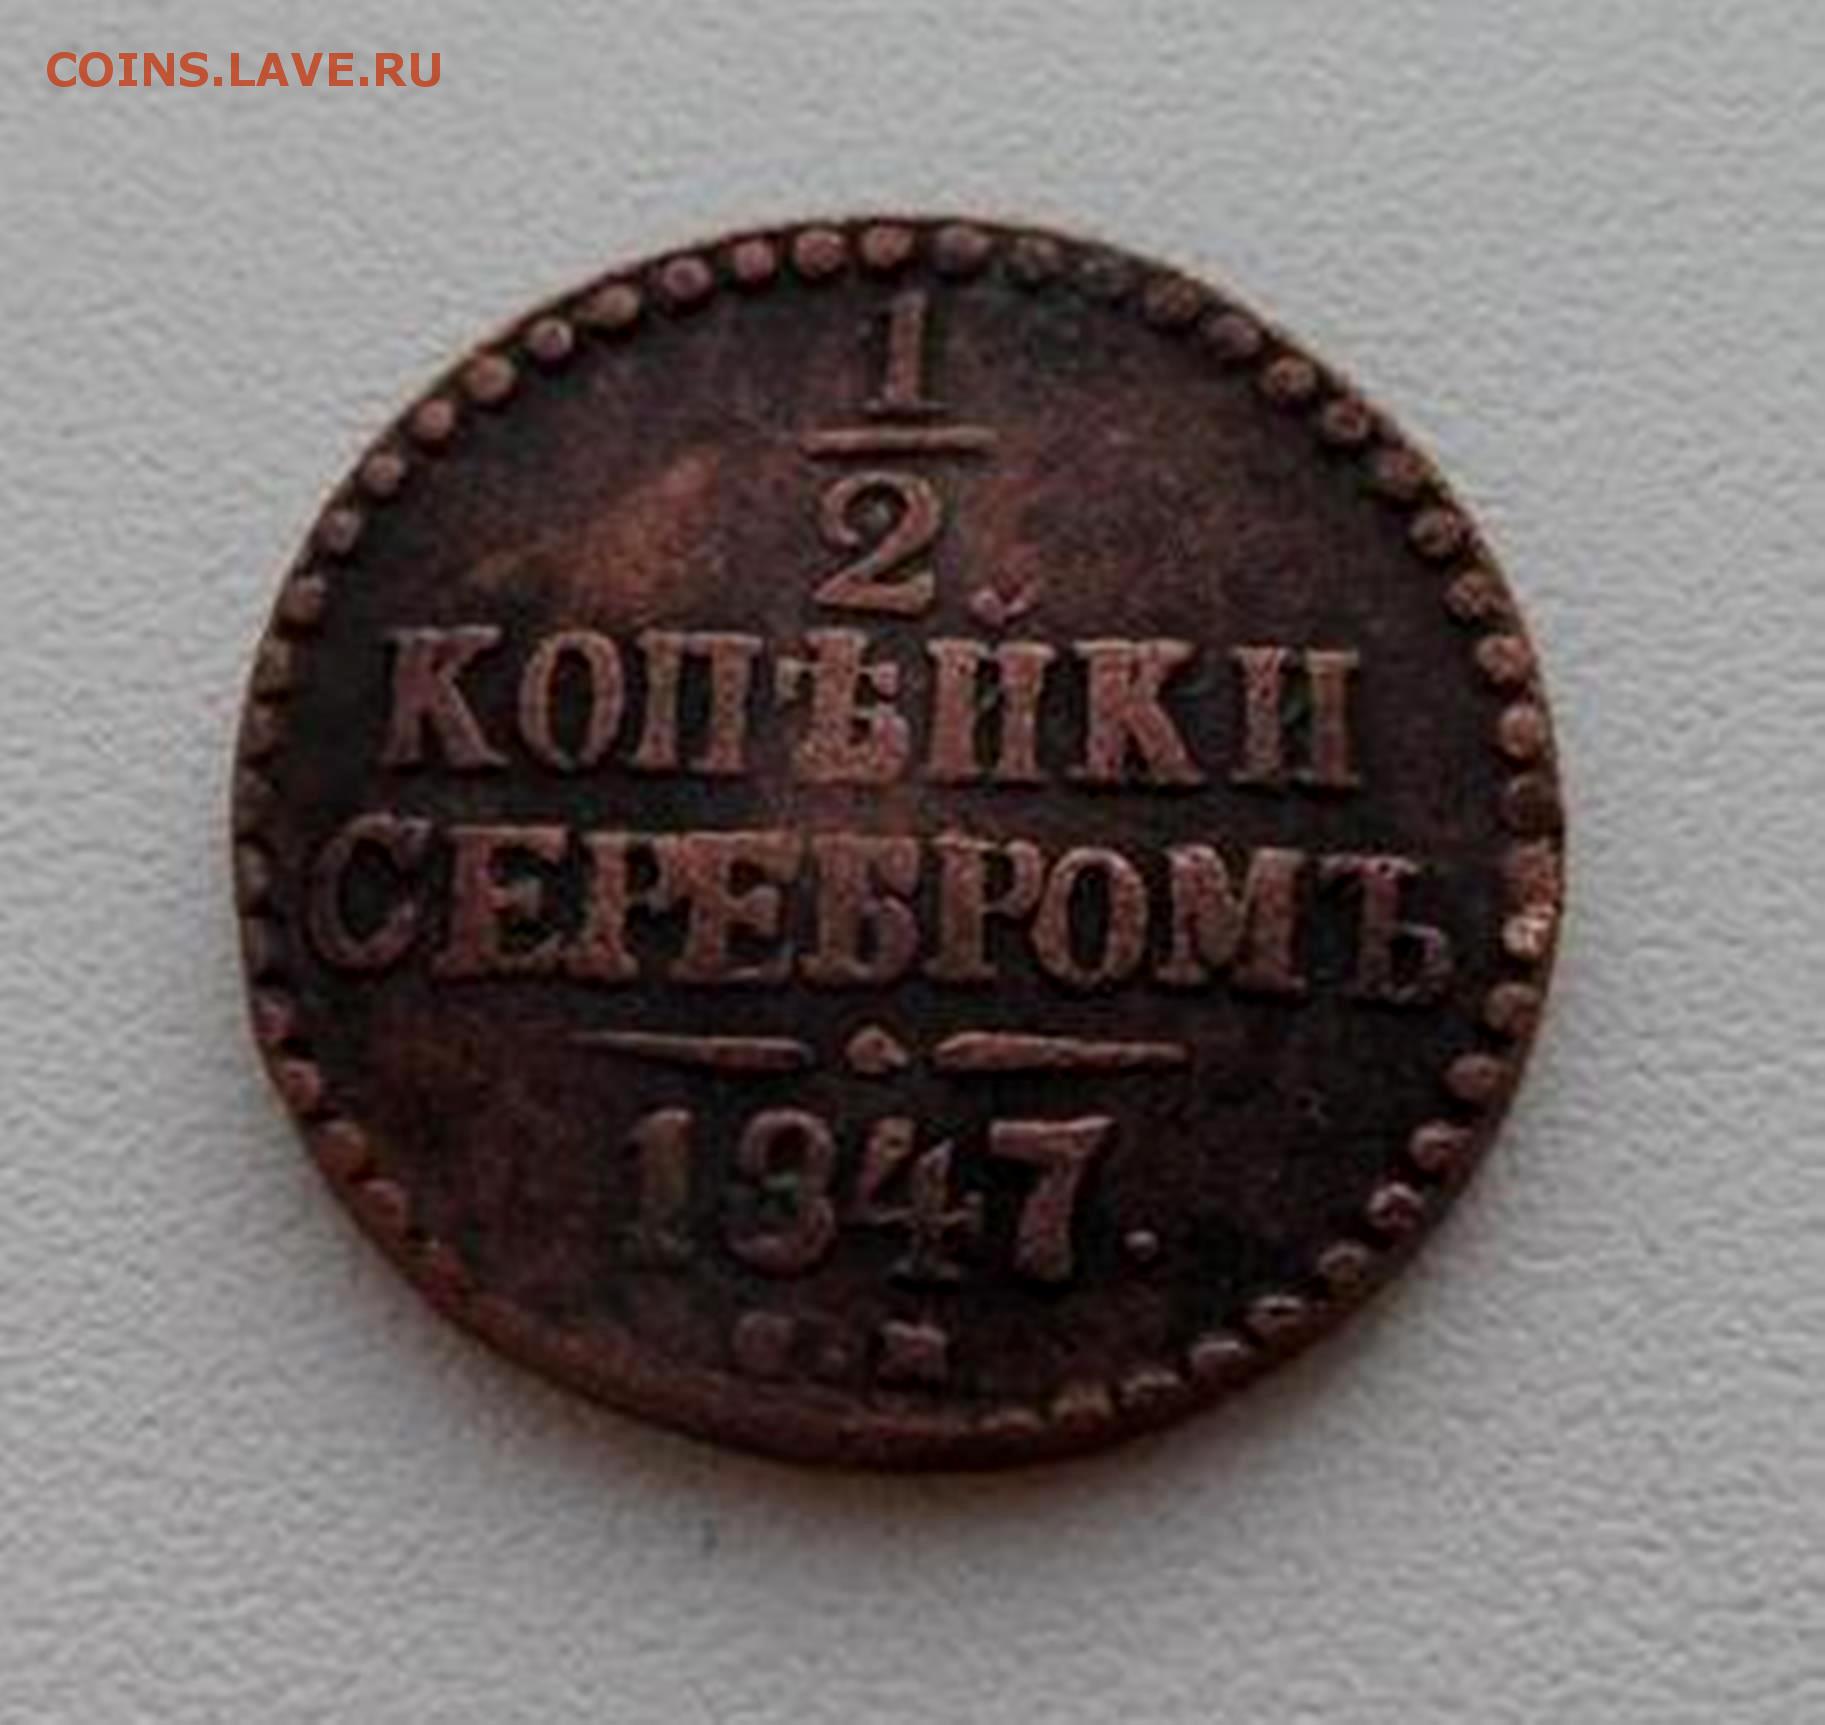 COINS.LAVE.RU
1
2
КОПѢЙКИ
СЕРЕБРОМЪ
1847.